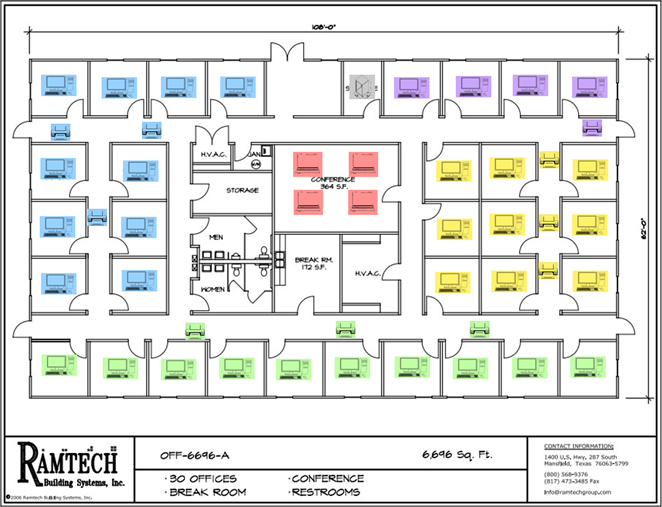 108'-0"
H.V.A.C.
JAN.
CONFERENCE
364 S.F.
STORAGE
MEN
BREAK RM.
172 S.F.
H.V.A.C.
WOMEN
62'-0"
RAMTECH
Building Systems, Inc.
©2006 Ramtech Building Systems, Inc.
OFF-6696-A
6,696 Sq. Ft.
· 30 OFFICES
· CONFERENCE
· BREAK ROOM
· RESTROOMS
CONTACT INFORMATION:
1400 U.S. Hwy, 287 South
Mansfield, Texas 76063-5799
(800) 568-9376
(817) 473-3485 Fax
info@ramtechgroup.com